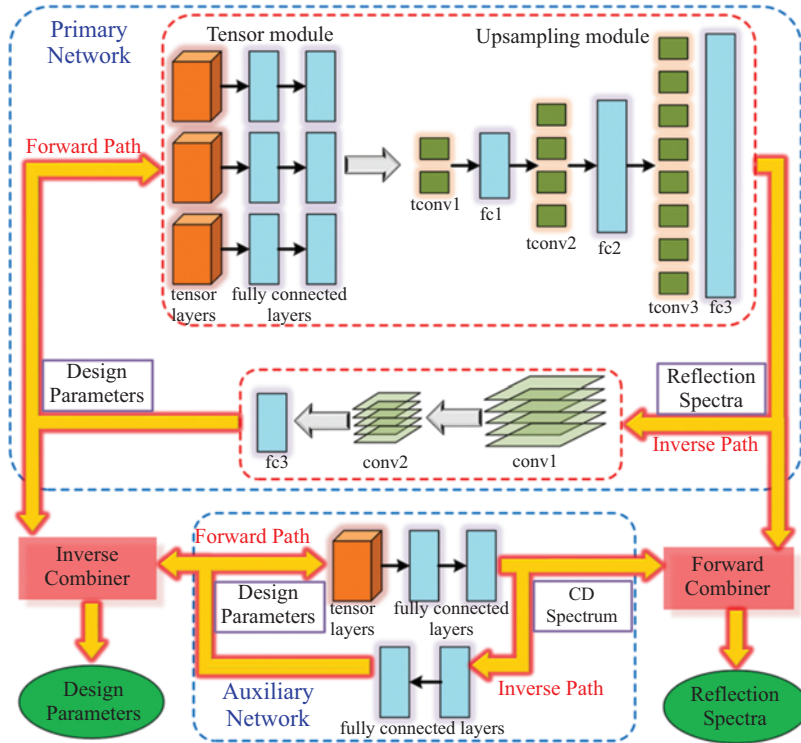 Primary
Network
Tensor module
Upsampling module
Forward Path
tconv1
fc1
tconv2
fc2
tconv3
fc3
tensor
layers
fully connected
layers
Design
Parameters
Reflection
Spectra
fc3
conv2
conv1
Inverse Path
Inverse
Combiner
Forward Path
Design
Parameters
tensor
layers
fully connected
layers
CD
Spectrum
Forward
Combiner
Inverse Path
Design
Parameters
Auxiliary
Network
fully connected layers
Reflection
Spectra